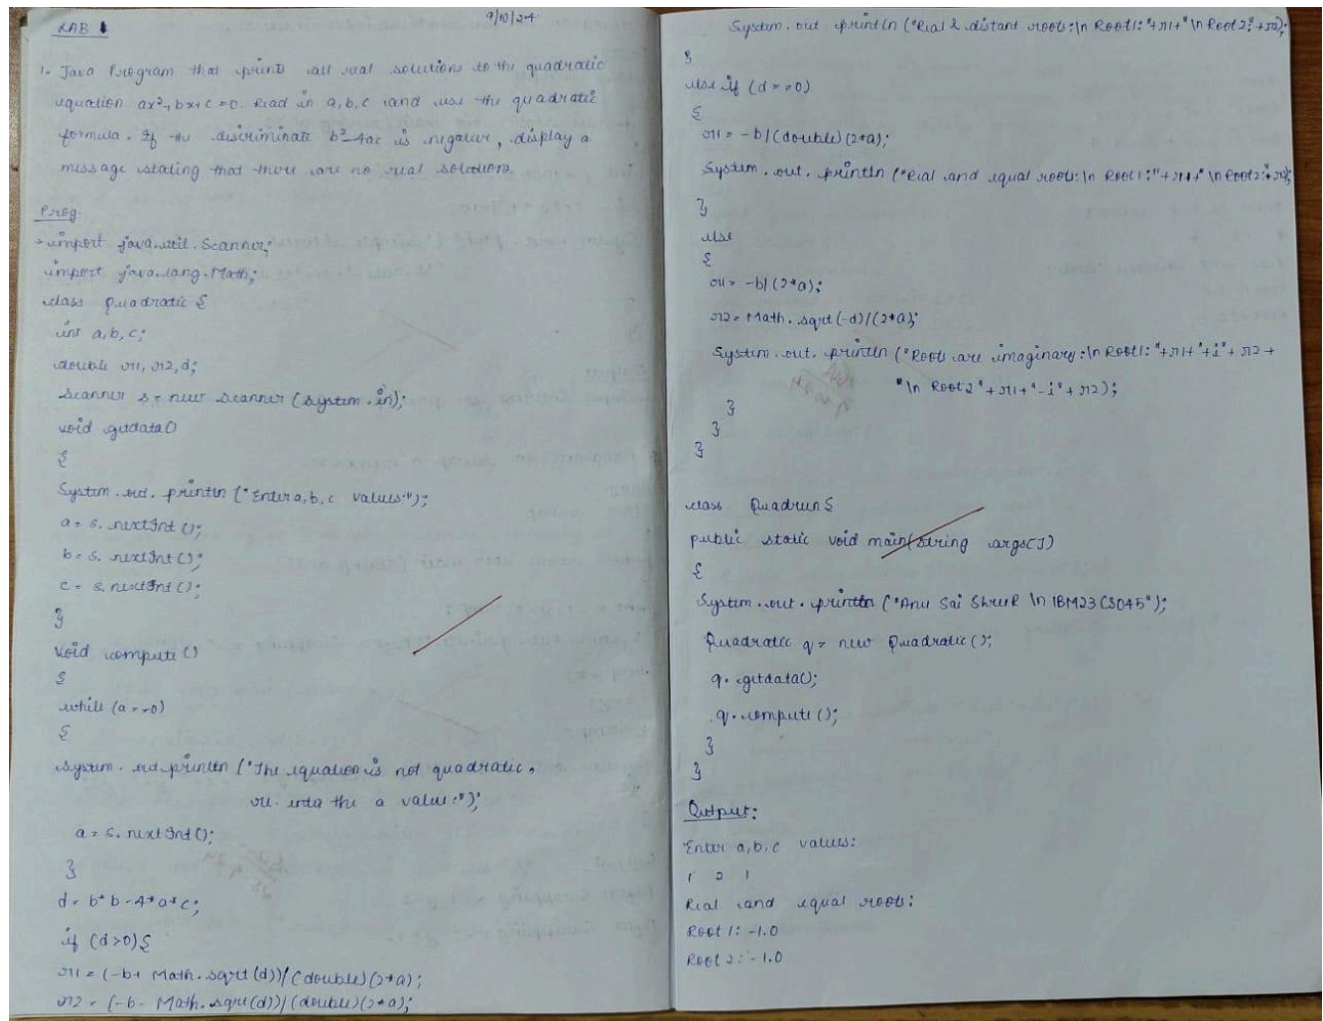 LAB 1
9/10/24
1. Java Program that prints all real solutions to the quadratic
equation ax²+bx+c=0. Read in a,b,c and use the quadratic
formula. If the discriminate b²-4ac is negative, display a
message stating that there are no real solutions.
Prog
import java.util.Scanner;
import java.lang.Math;
class Quadratic {
int a,b,c;
double r1, r2, d;
Scanner s = new Scanner (System.in);
void getdata()
{
System.out.println ("Enter a,b,c values:");
a = s.nextInt ();
b = s.nextInt ();
c = s.nextInt ();
}
void compute ()
{
while (a==0)
{
System.out.println ("The equation is not quadratic,
re-enter the a value:");
a = s.nextInt ();
}
d = b*b-4*a*c;
if (d>0) {
r1 = (-b+ Math.sqrt (d))/(double)(2*a);
r2 = (-b- Math.sqrt (d))/(double)(2*a);
System.out println ("Real & distant roots:\n Root1:"+r1+"\n Root2:"+r2);
}
else if (d==0)
{
r1 = -b/(double)(2*a);
System.out.println ("Real and equal roots:\n Root1:"+r1+"\n Root2:"+r2);
}
else
{
r1 = -b/(2*a);
r2 = Math.sqrt (-d)/(2*a);
System.out.println ("Roots are imaginary:\n Root1:"+r1+"+i"+r2+
"\n Root2"+r1+"-i"+r2);
}
}
}
class Quadrun {
public static void main(String args[])
{
System.out.println ("Anu Sai Shree \n 1BM23CS045");
Quadratic q = new Quadratic ();
q.getdata();
q.compute ();
}
}
Output:
Enter a,b,c values:
1 2 1
Real and equal roots:
Root 1: -1.0
Root 2: -1.0